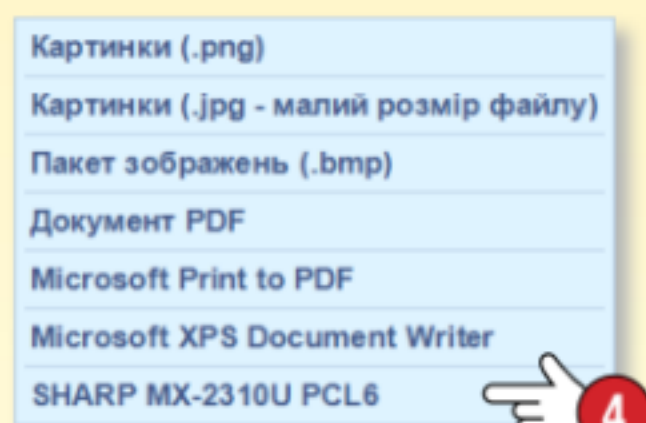 Картинки (.png)
Картинки (.jpg - малий розмір файлу)
Пакет зображень (.bmp)
Документ PDF
Microsoft Print to PDF
Microsoft XPS Document Writer
SHARP MX-2310U PCL6
4